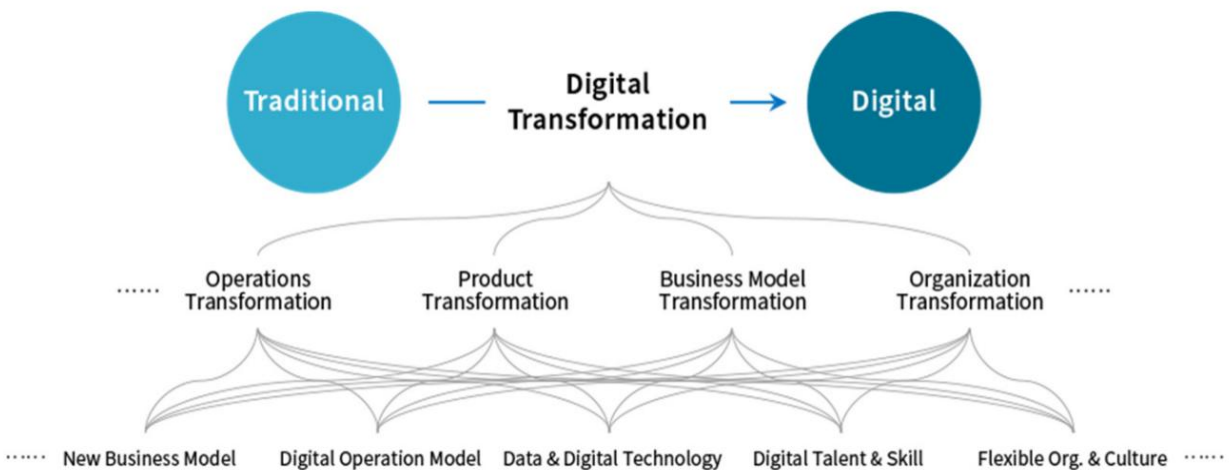 Traditional
Digital
Transformation
Digital
Operations
Transformation
Product
Transformation
Business Model
Transformation
Organization
Transformation
......
......
...... New Business Model Digital Operation Model Data & Digital Technology Digital Talent & Skill Flexible Org. & Culture ......